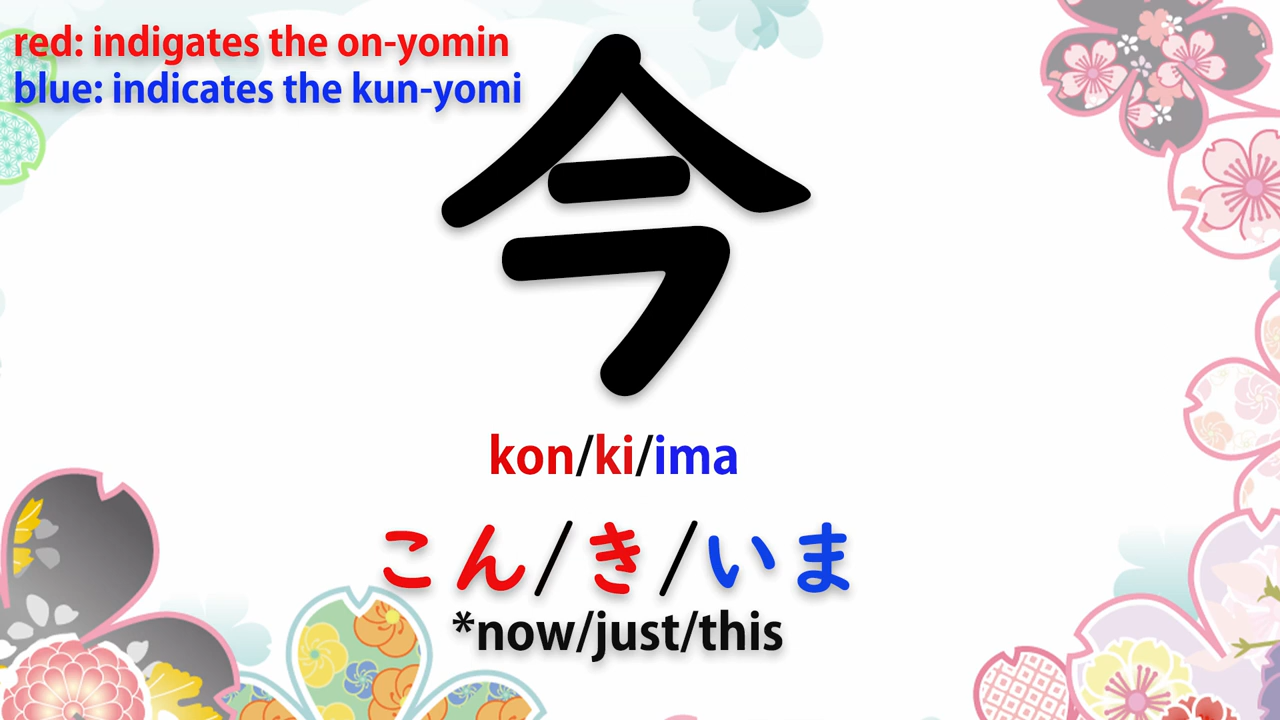 red: indigates the on-yomin
blue: indicates the kun-yomi
今
kon/ki/ima
こん/き/いま
*now/just/this